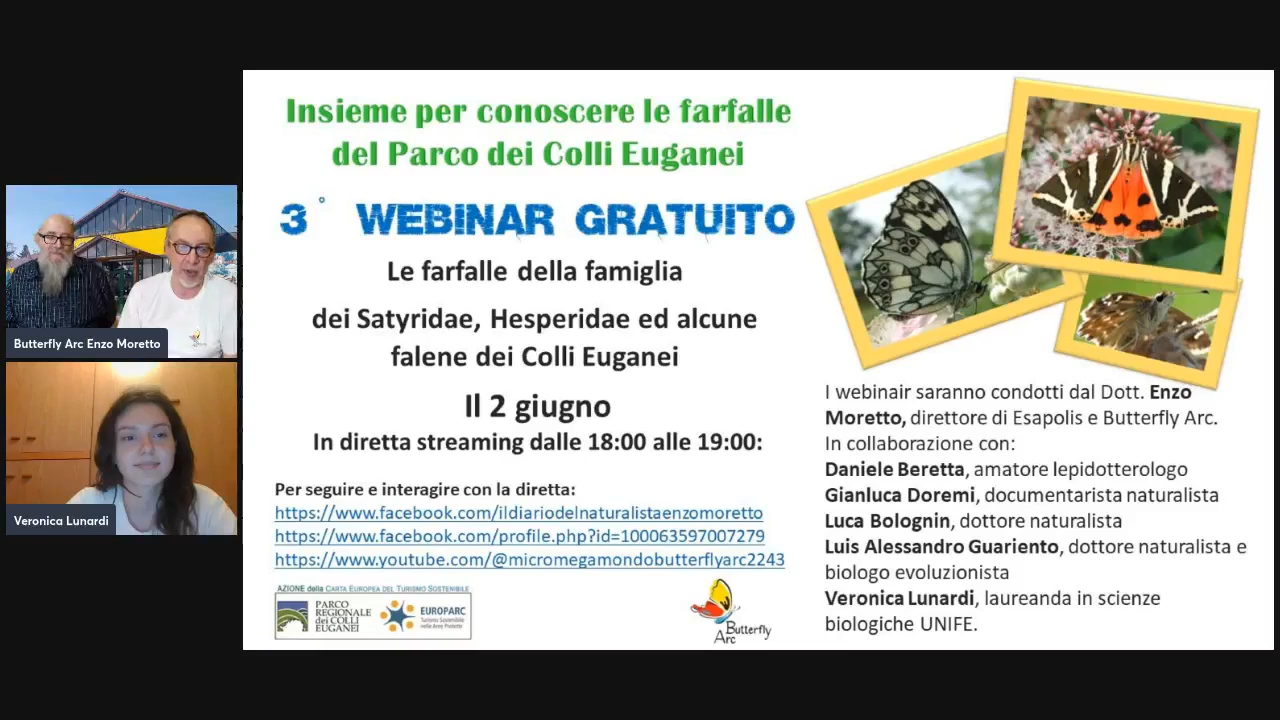 Insieme per conoscere le farfalle
del Parco dei Colli Euganei
3° WEBINAR GRATUITO
Le farfalle della famiglia
dei Satyridae, Hesperidae ed alcune
falene dei Colli Euganei
Il 2 giugno
In diretta streaming dalle 18:00 alle 19:00:
Per seguire e interagire con la diretta:
https://www.facebook.com/ildiariodelnaturalistaenzomoretto
https://www.facebook.com/profile.php?id=100063597007279
https://www.youtube.com/@micromegamondobutterflyarc2243
AZIONE della CARTA EUROPEA DEL TURISMO SOSTENIBILE
PARCO
REGIONALE
dei COLLI
EUGANEI
EUROPARC
Turismo Sostenibile
nelle Aree Protette
Butterfly
Arc
I webinair saranno condotti dal Dott. Enzo
Moretto, direttore di Esapolis e Butterfly Arc.
In collaborazione con:
Daniele Beretta, amatore lepidotterologo
Gianluca Doremi, documentarista naturalista
Luca Bolognin, dottore naturalista
Luis Alessandro Guariento, dottore naturalista e
biologo evoluzionista
Veronica Lunardi, laureanda in scienze
biologiche UNIFE.
Butterfly Arc Enzo Moretto
Veronica Lunardi